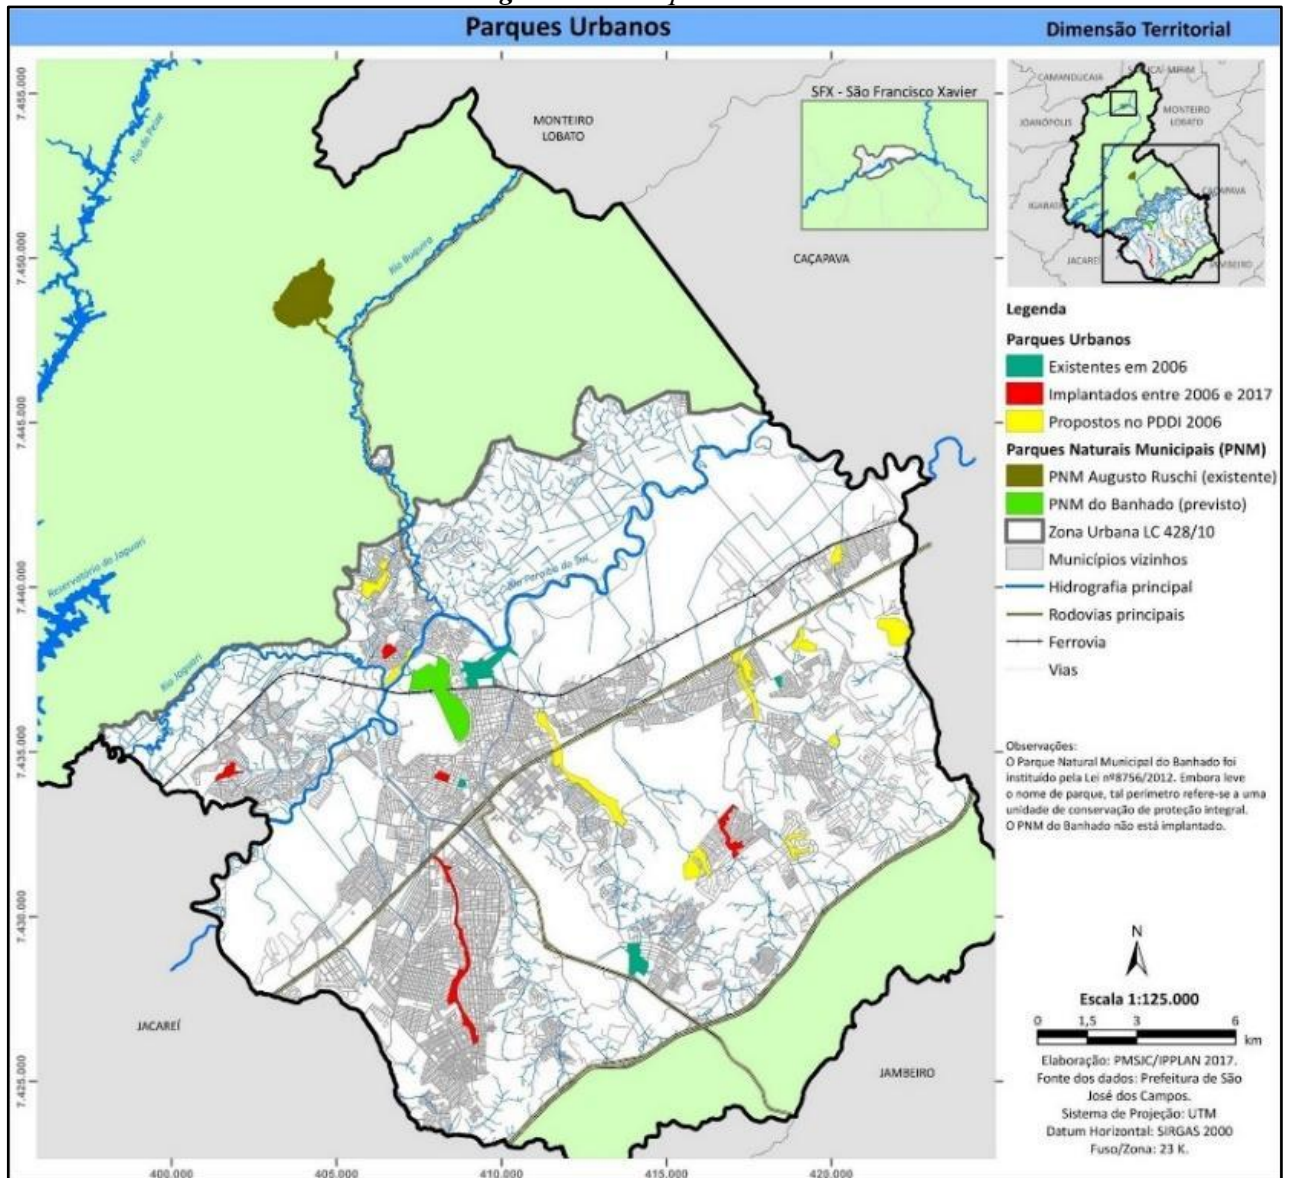 Parques Urbanos
Dimensão Territorial
7.455.000
7.450.000
7.445.000
7.440.000
7.435.000
7.430.000
7.425.000
400.000
405.000
410.000
415.000
420.000
MONTEIRO
LOBATO
CAÇAPAVA
JACAREÍ
JAMBEIRO
Rio do Peixe
Rio Buquira
Reservatório do Jaguari
Rio Jaguari
Rio Paraíba do Sul
SFX - São Francisco Xavier
CAMANDUCAIA
JOANÓPOLIS
MONTEIRO
LOBATO
CAÇAPAVA
IGARATÁ
JACAREÍ
JAMBEIRO
Legenda
Parques Urbanos
Existentes em 2006
Implantados entre 2006 e 2017
Propostos no PDDI 2006
Parques Naturais Municipais (PNM)
PNM Augusto Ruschi (existente)
PNM do Banhado (previsto)
Zona Urbana LC 428/10
Municípios vizinhos
Hidrografia principal
Rodovias principais
Ferrovia
Vias
Observações:
O Parque Natural Municipal do Banhado foi
instituído pela Lei nº8756/2012. Embora leve
o nome de parque, tal perímetro refere-se a uma
unidade de conservação de proteção integral.
O PNM do Banhado não está implantado.
N
Escala 1:125.000
0 1,5 3 6
km
Elaboração: PMSJC/IPPLAN 2017.
Fonte dos dados: Prefeitura de São
José dos Campos.
Sistema de Projeção: UTM
Datum Horizontal: SIRGAS 2000
Fuso/Zona: 23 K.